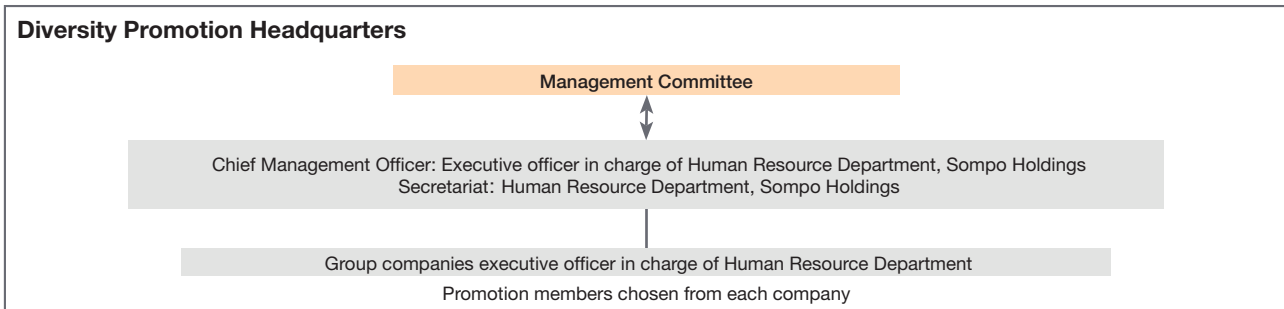 Diversity Promotion Headquarters
Management Committee
Chief Management Officer: Executive officer in charge of Human Resource Department, Sompo Holdings
Secretariat: Human Resource Department, Sompo Holdings
Group companies executive officer in charge of Human Resource Department
Promotion members chosen from each company